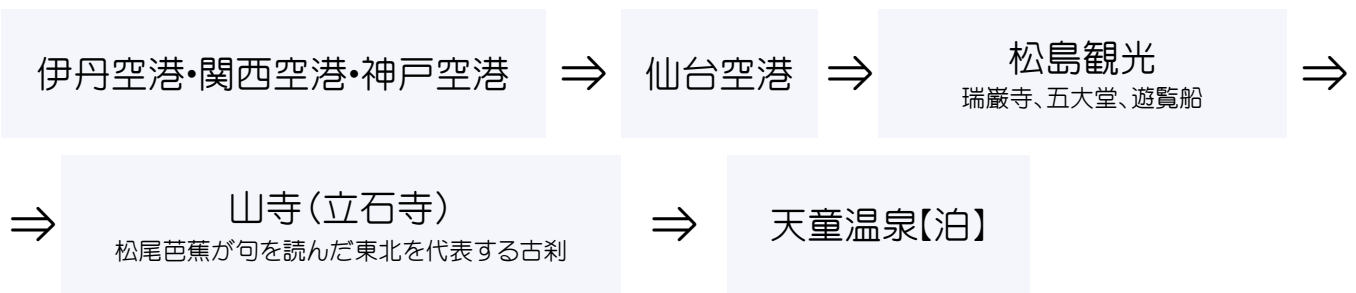 伊丹空港・関西空港・神戸空港 ⇒ 仙台空港 ⇒ 松島観光 ⇒
瑞巌寺、五大堂、遊覧船
⇒ 山寺(立石寺) ⇒ 天童温泉【泊】
松尾芭蕉が句を読んだ東北を代表する古刹